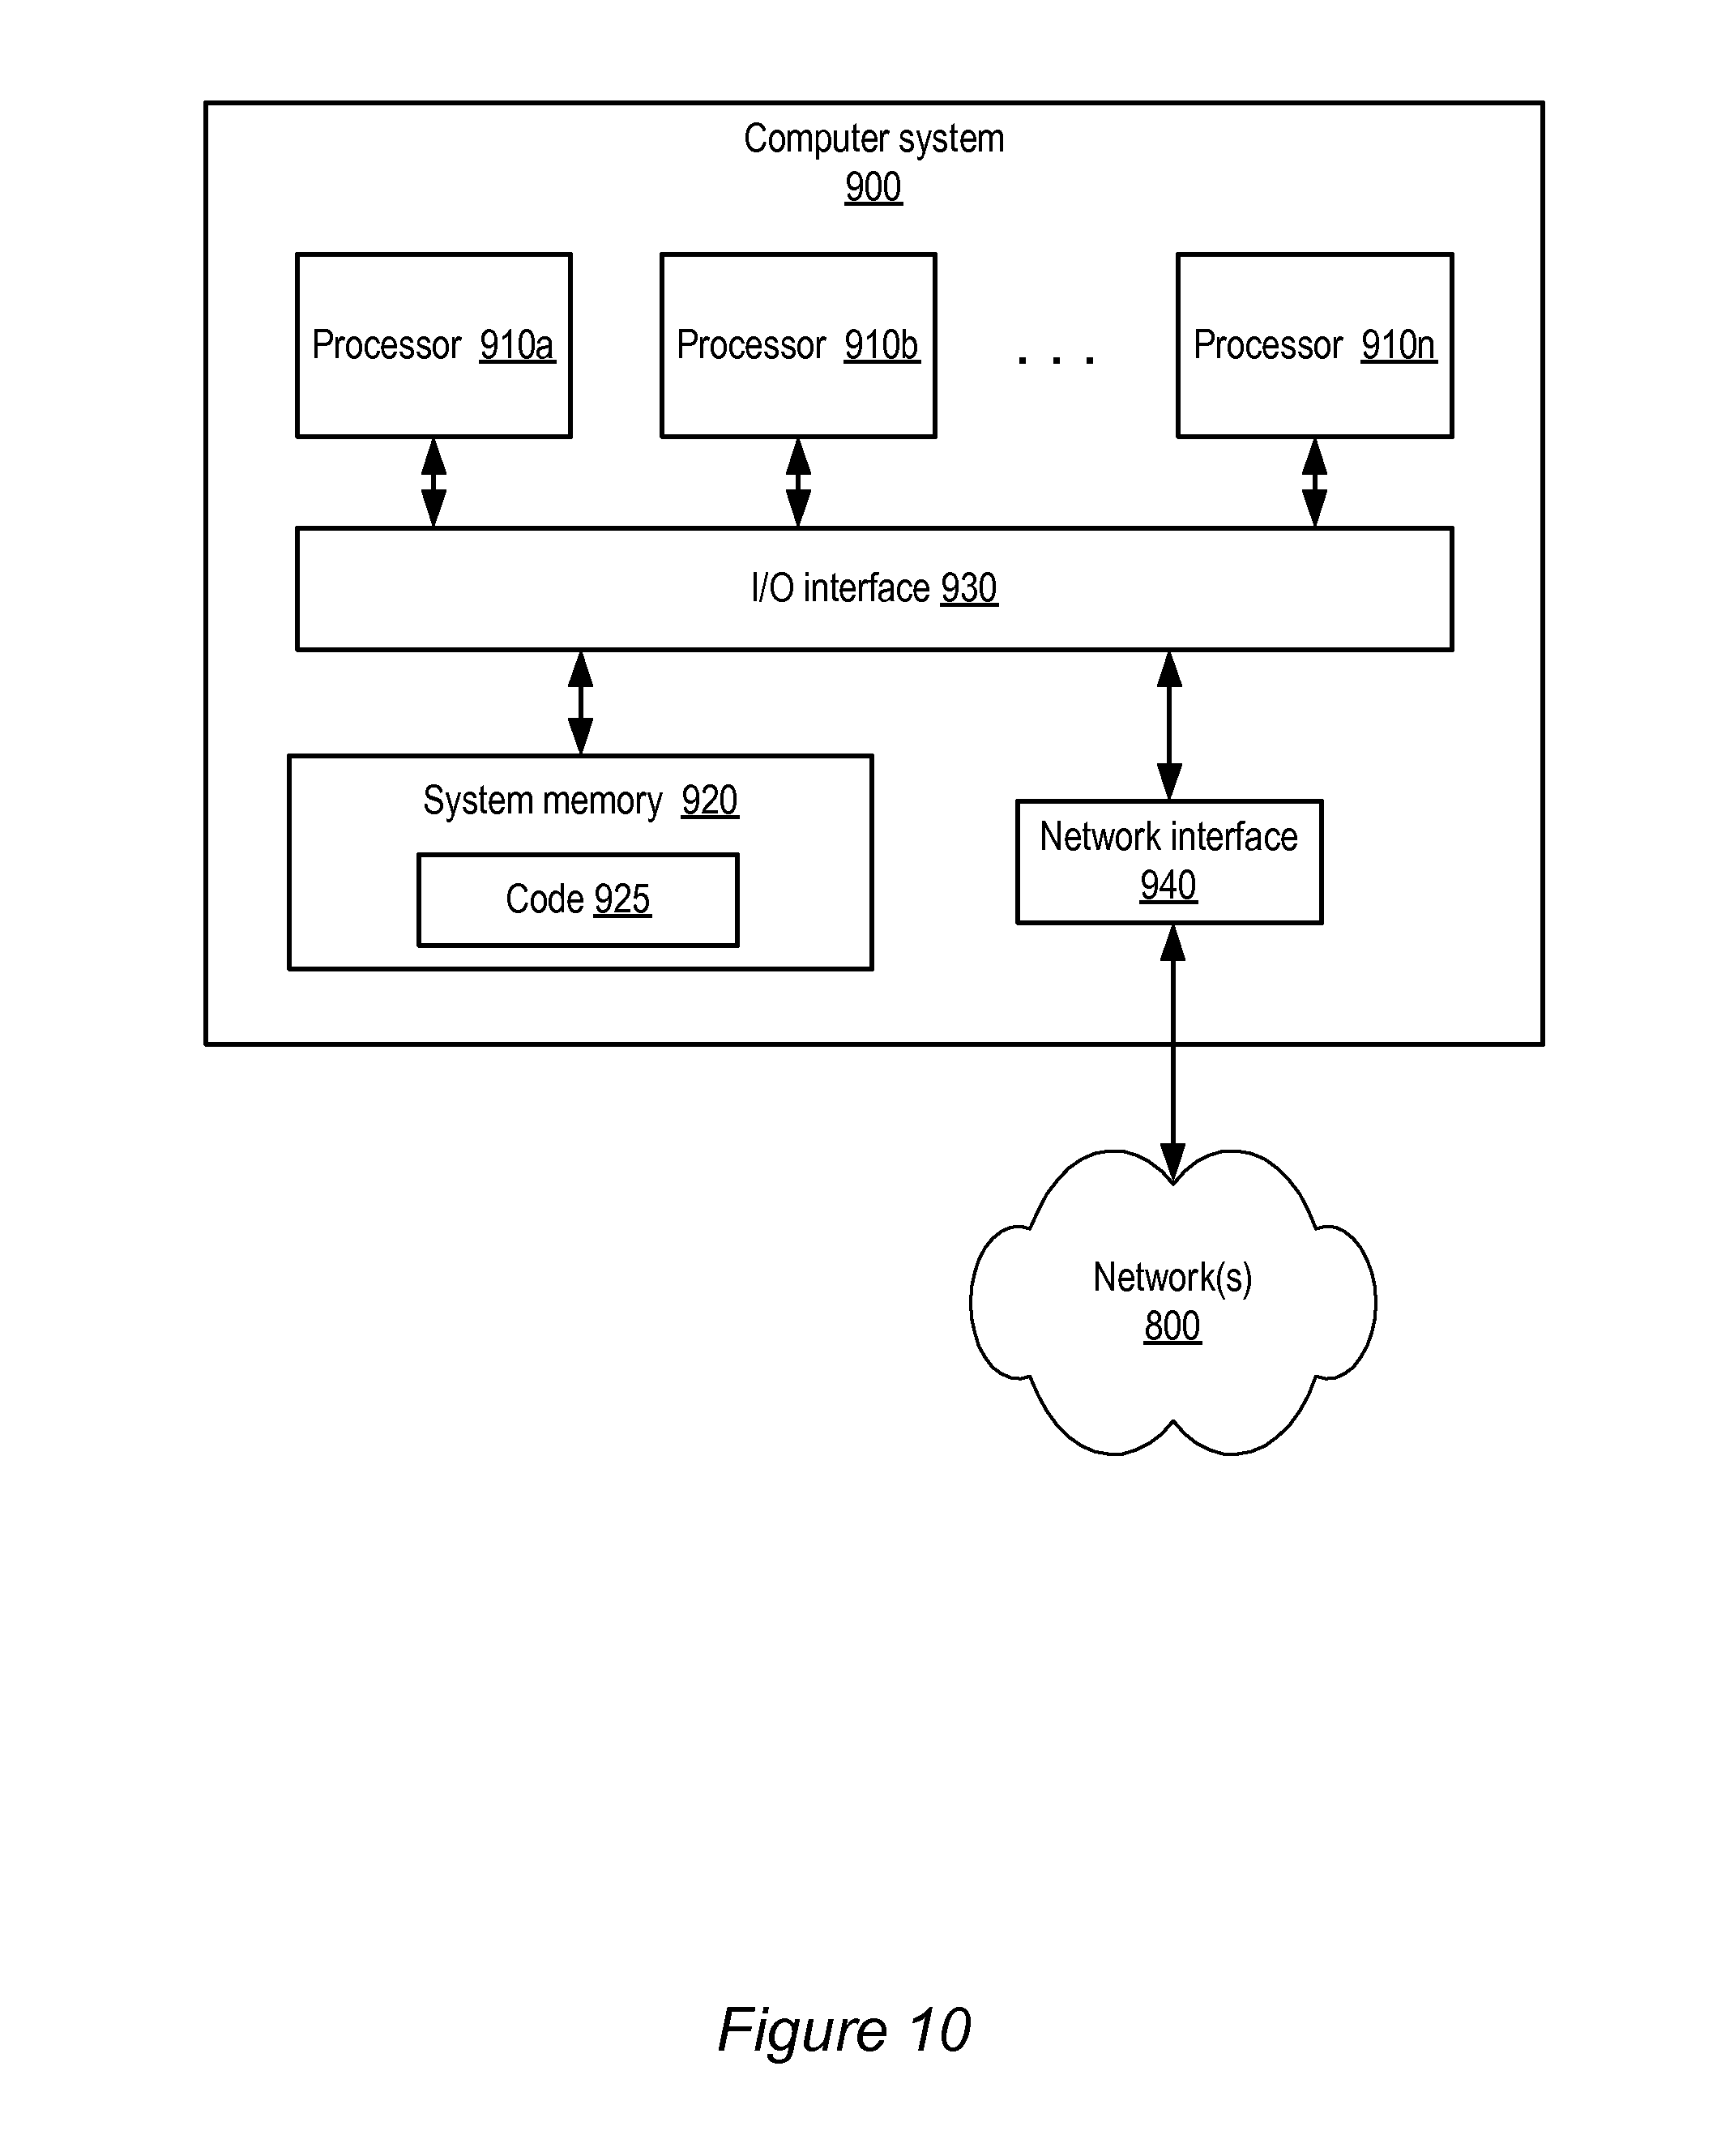 Computer system
900
Processor 910a
Processor 910b
. . .
Processor 910n
I/O interface 930
System memory 920
Code 925
Network interface
940
Network(s)
800
Figure 10